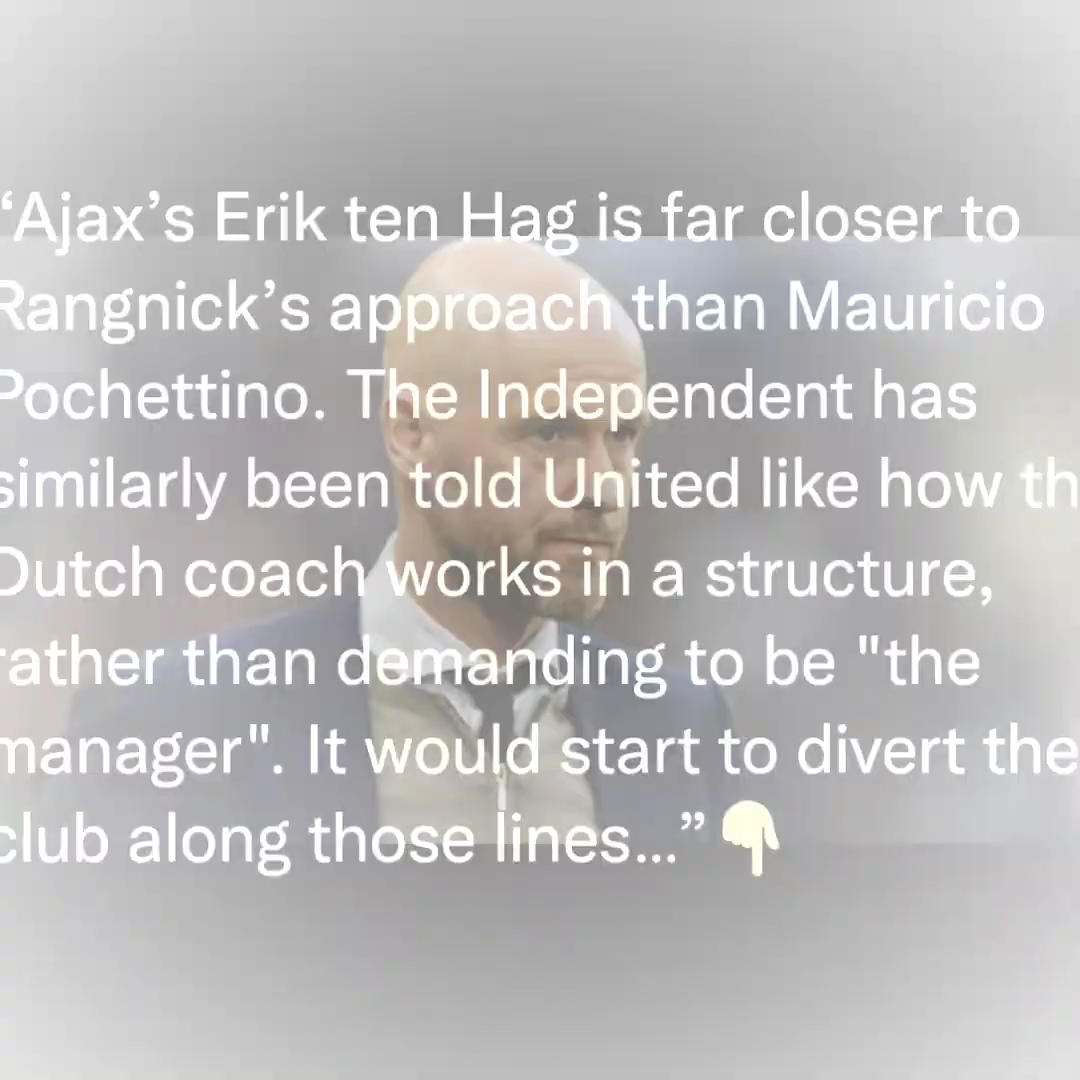 “Ajax’s Erik ten Hag is far closer to
Rangnick’s approach than Mauricio
Pochettino. The Independent has
similarly been told United like how th
Dutch coach works in a structure,
rather than demanding to be "the
manager". It would start to divert the
club along those lines...” 👇